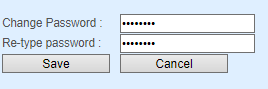 Change Password : ••••••••
Re-type password : ••••••••
Save Cancel